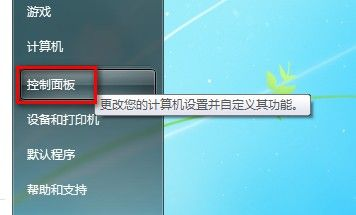 游戏
计算机
控制面板
更改您的计算机设置并自定义其功能。
设备和打印机
默认程序
帮助和支持